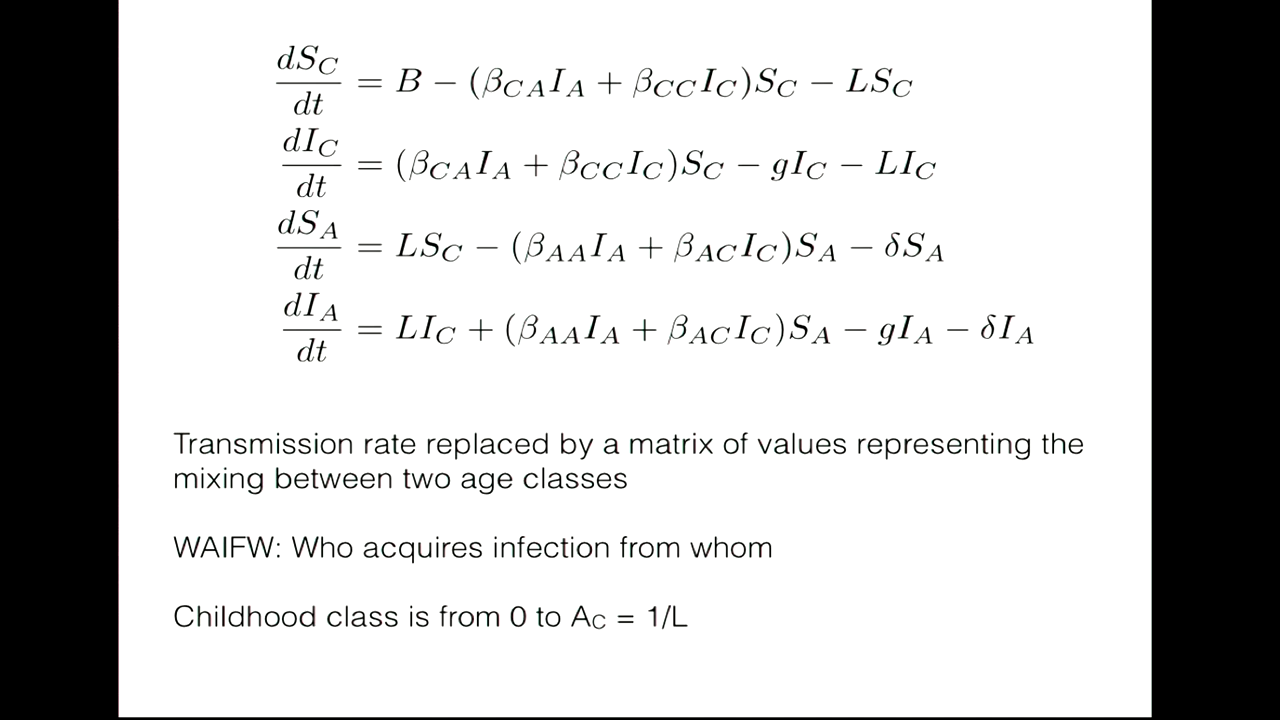 dS_C/dt = B − (β_CA I_A + β_CC I_C)S_C − LS_C
dI_C/dt = (β_CA I_A + β_CC I_C)S_C − gI_C − LI_C
dS_A/dt = LS_C − (β_AA I_A + β_AC I_C)S_A − δS_A
dI_A/dt = LI_C + (β_AA I_A + β_AC I_C)S_A − gI_A − δI_A
Transmission rate replaced by a matrix of values representing the
mixing between two age classes
WAIFW: Who acquires infection from whom
Childhood class is from 0 to A_C = 1/L